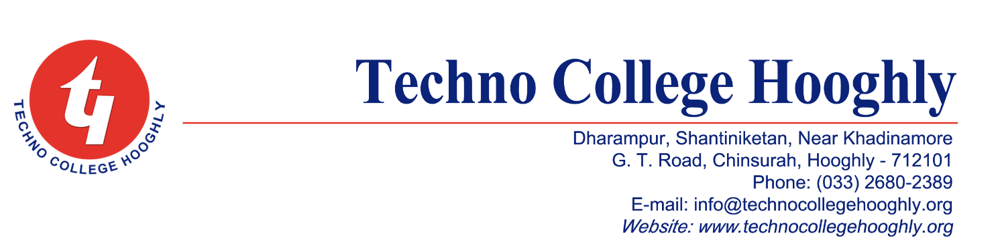 TECHNO COLLEGE HOOGHLY
Techno College Hooghly
Dharampur, Shantiniketan, Near Khadinamore
G. T. Road, Chinsurah, Hooghly - 712101
Phone: (033) 2680-2389
E-mail: info@technocollegehooghly.org
Website: www.technocollegehooghly.org